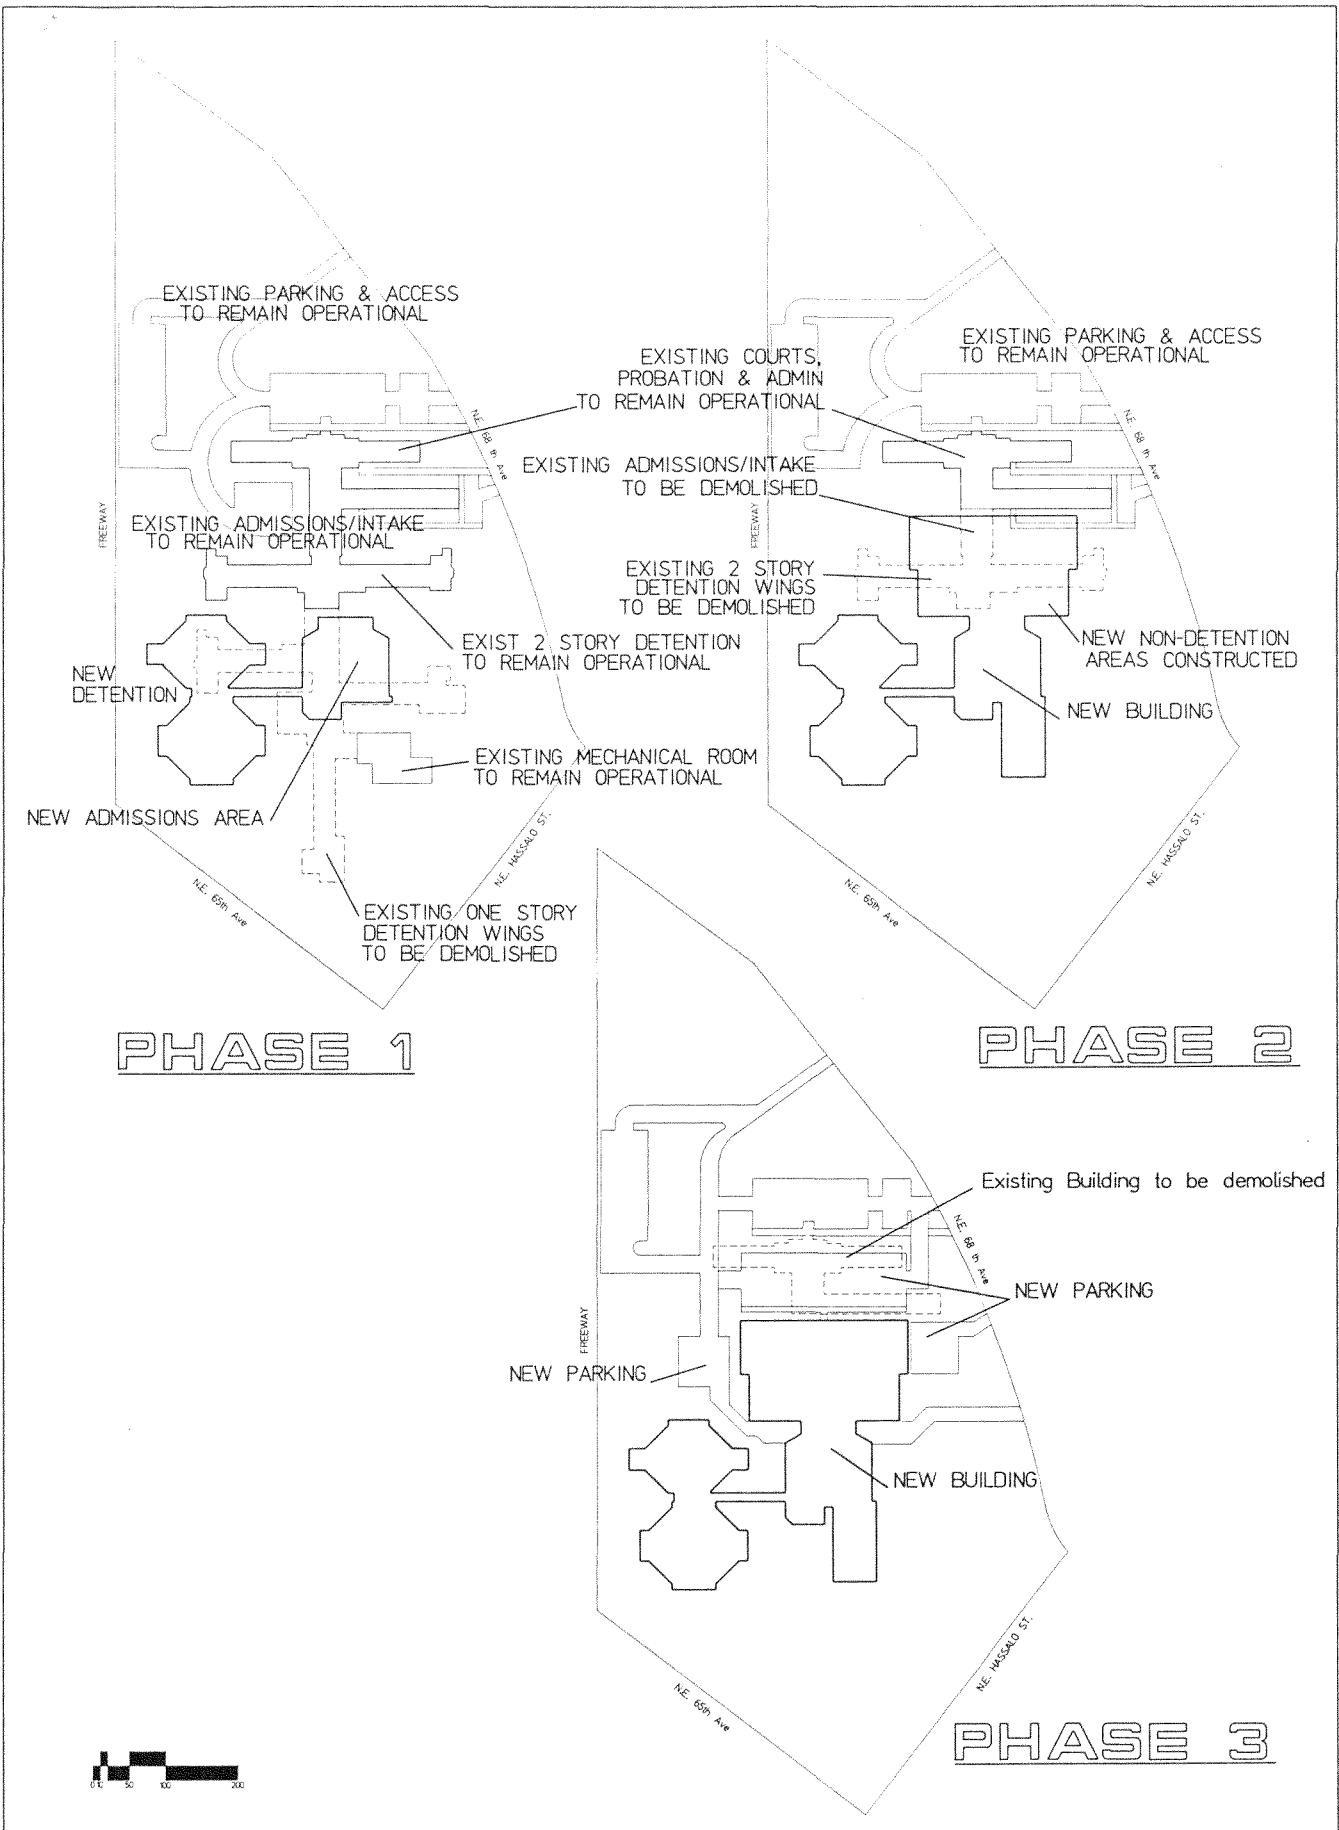 EXISTING PARKING & ACCESS
TO REMAIN OPERATIONAL
EXISTING COURTS,
PROBATION & ADMIN
TO REMAIN OPERATIONAL
EXISTING PARKING & ACCESS
TO REMAIN OPERATIONAL
N.E. 68 th Ave
N.E. 68 th Ave
EXISTING ADMISSIONS/INTAKE
TO BE DEMOLISHED
FREEWAY
EXISTING ADMISSIONS/INTAKE
TO REMAIN OPERATIONAL
FREEWAY
EXISTING 2 STORY
DETENTION WINGS
TO BE DEMOLISHED
EXIST 2 STORY DETENTION
TO REMAIN OPERATIONAL
NEW NON-DETENTION
AREAS CONSTRUCTED
NEW
DETENTION
NEW BUILDING
EXISTING MECHANICAL ROOM
TO REMAIN OPERATIONAL
NEW ADMISSIONS AREA
N.E. HASSALO ST.
N.E. HASSALO ST.
N.E. 65th Ave
N.E. 65th Ave
EXISTING ONE STORY
DETENTION WINGS
TO BE DEMOLISHED
PHASE 1
PHASE 2
Existing Building to be demolished
N.E. 68 th Ave
NEW PARKING
FREEWAY
NEW PARKING
NEW BUILDING
N.E. HASSALO ST.
N.E. 65th Ave
PHASE 3
0 10 50 100 200